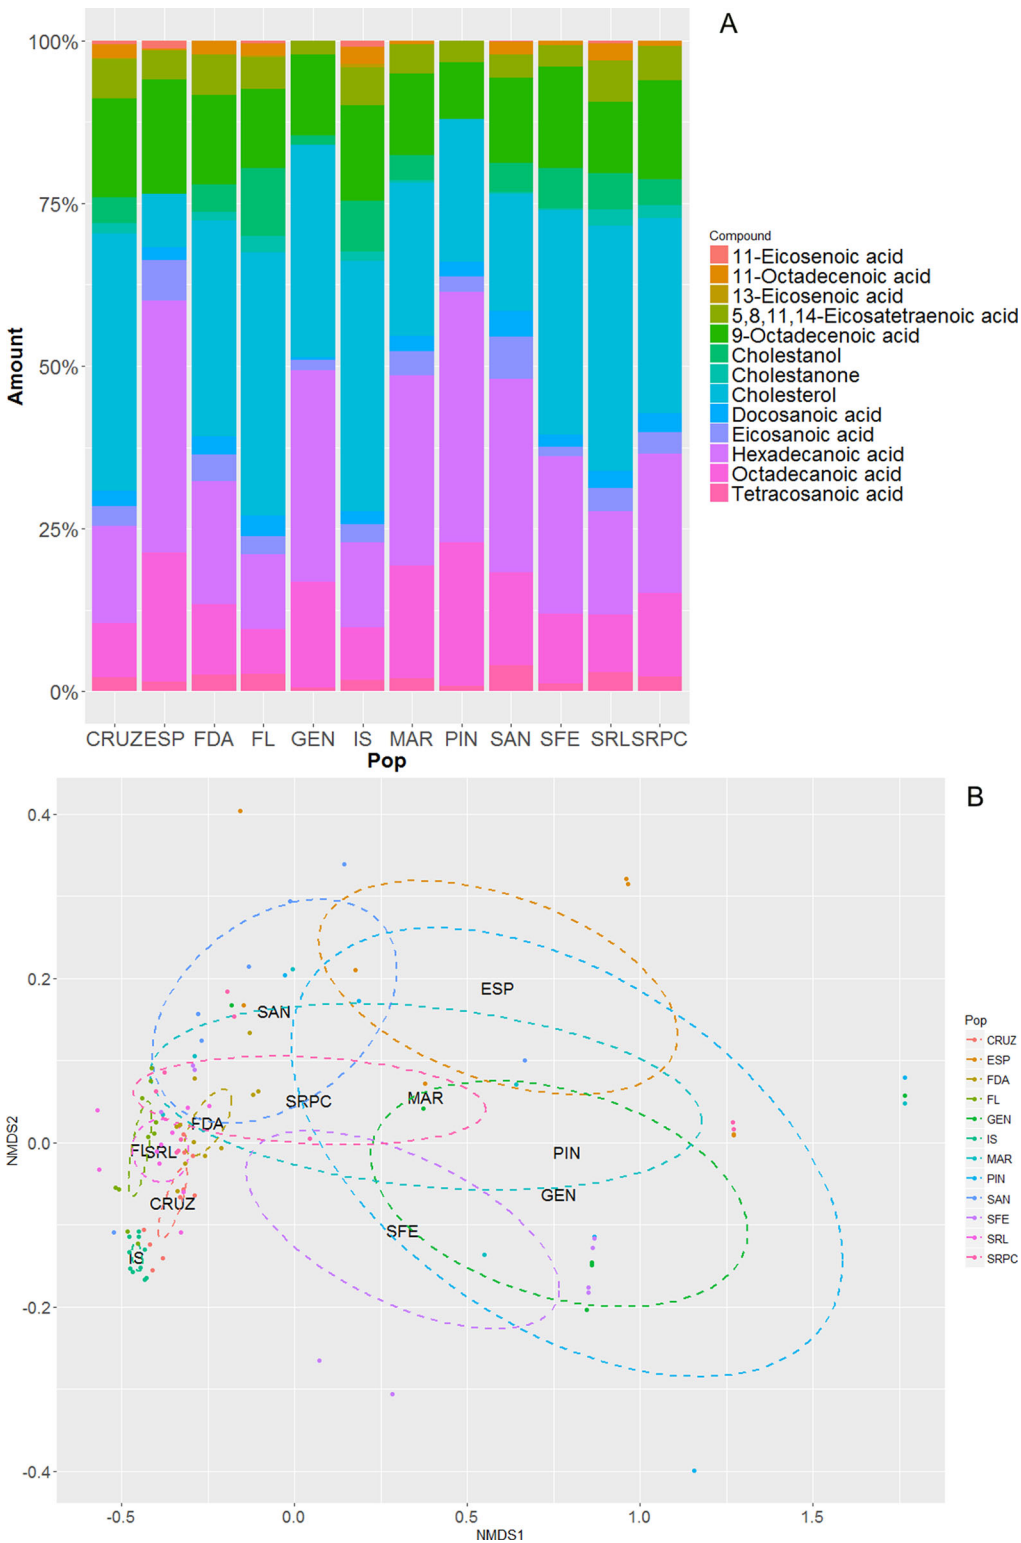 A
100%
75%
50%
25%
0%
Amount
CRUZ ESP FDA FL GEN IS MAR PIN SAN SFE SRL SRPC
Pop
Compound
11-Eicosenoic acid
11-Octadecenoic acid
13-Eicosenoic acid
5,8,11,14-Eicosatetraenoic acid
9-Octadecenoic acid
Cholestanol
Cholestanone
Cholesterol
Docosanoic acid
Eicosanoic acid
Hexadecanoic acid
Octadecanoic acid
Tetracosanoic acid
B
0.4
0.2
0.0
-0.2
-0.4
NMDS2
ESP
SAN
SRPC
MAR
FDA
FL
SRL
PIN
GEN
CRUZ
SFE
IS
-0.5 0.0 0.5 1.0 1.5
NMDS1
Pop
CRUZ
ESP
FDA
FL
GEN
IS
MAR
PIN
SAN
SFE
SRL
SRPC